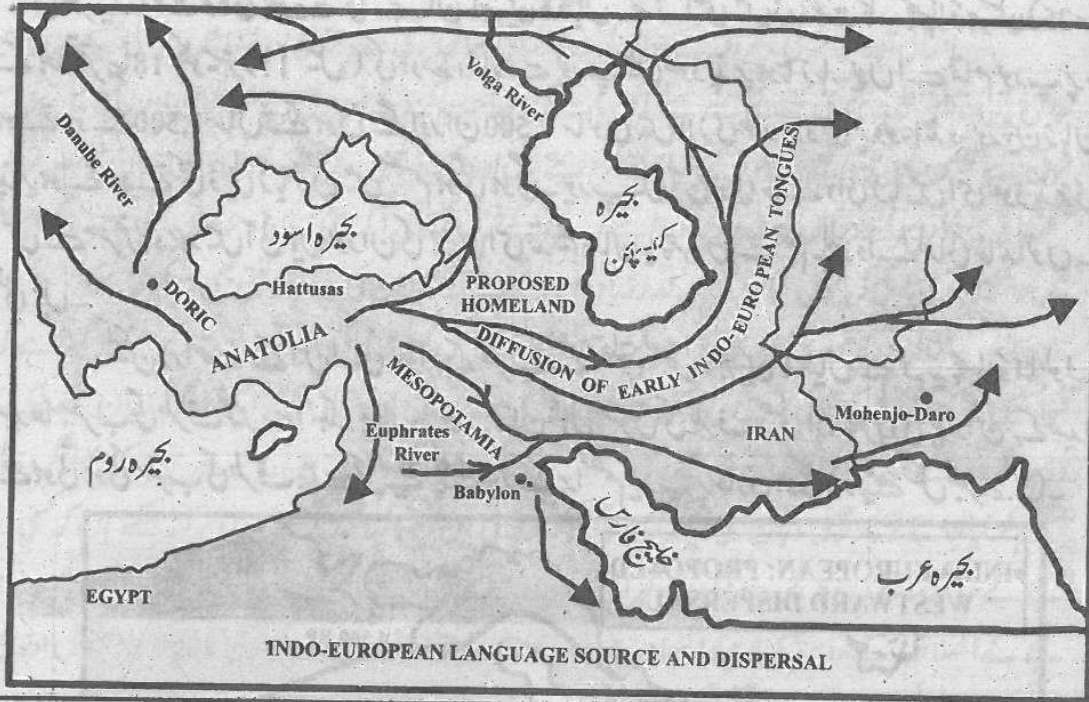 Volga River
Danube River
بحیرہ اسود
بحیرہ
کیسپین
Hattusas
DORIC
PROPOSED
HOMELAND
ANATOLIA
DIFFUSION OF EARLY INDO-EUROPEAN TONGUES
MESOPOTAMIA
Mohenjo-Daro
IRAN
Euphrates
River
بحیرہ روم
Babylon
خلیج فارس
بحیرہ عرب
EGYPT
INDO-EUROPEAN LANGUAGE SOURCE AND DISPERSAL